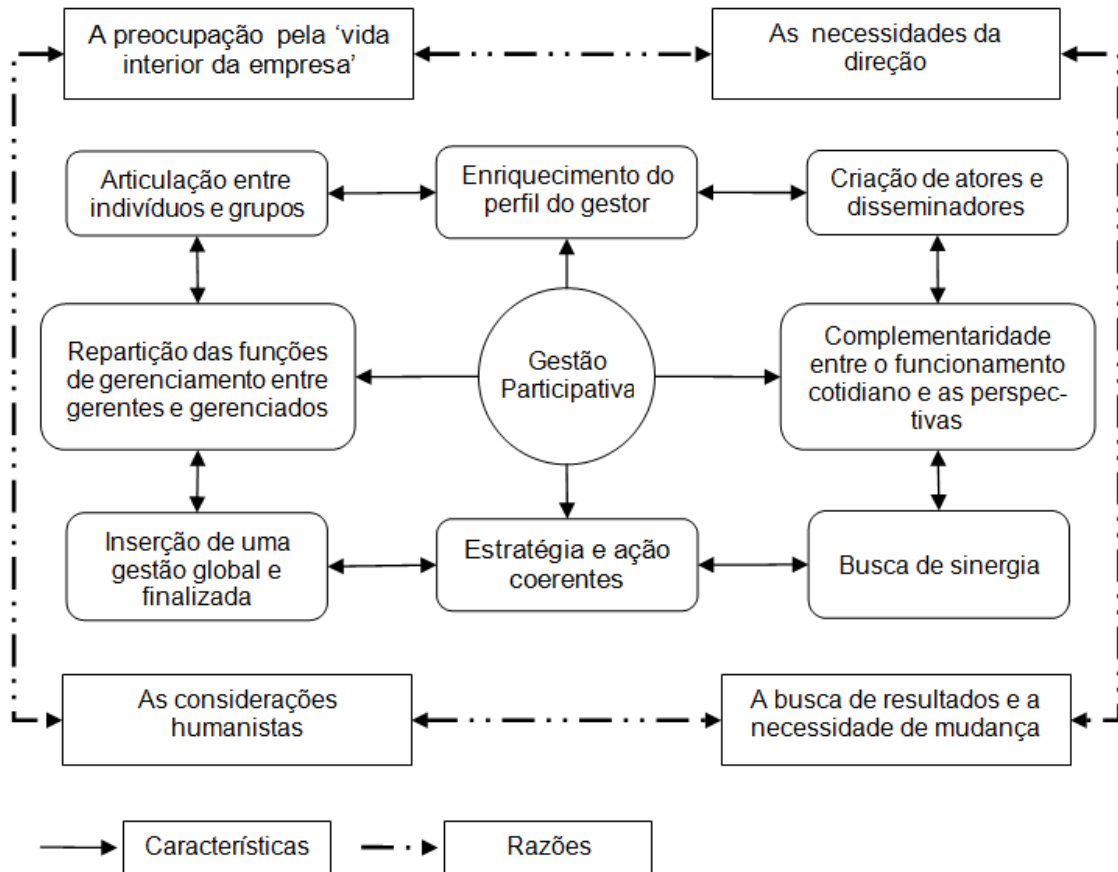 A preocupação pela ‘vida
interior da empresa’
As necessidades da
direção
Articulação entre
indivíduos e grupos
Enriquecimento do
perfil do gestor
Criação de atores e
disseminadores
Repartição das funções
de gerenciamento entre
gerentes e gerenciados
Gestão
Participativa
Complementaridade
entre o funcionamento
cotidiano e as perspec-
tivas
Inserção de uma
gestão global e
finalizada
Estratégia e ação
coerentes
Busca de sinergia
As considerações
humanistas
A busca de resultados e a
necessidade de mudança
Características
Razões